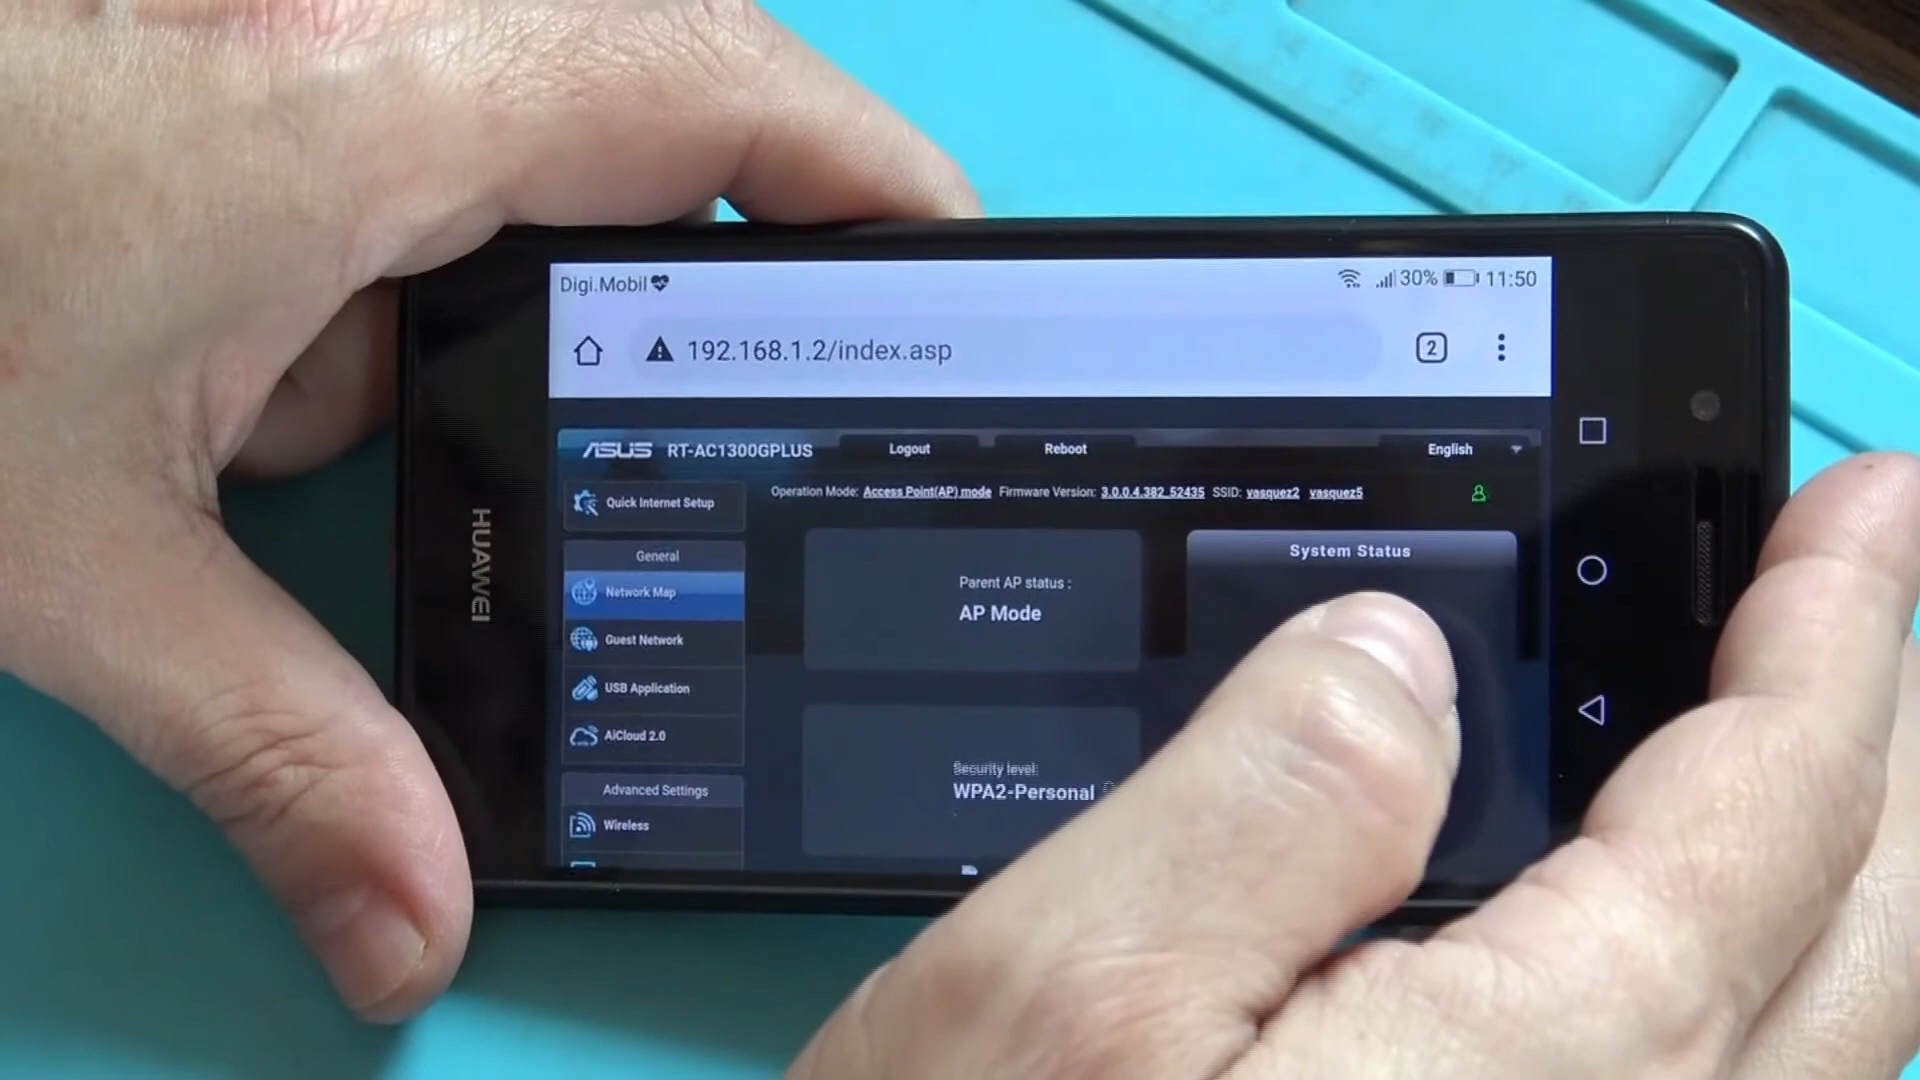 Digi.Mobil 30% 11:50
192.168.1.2/index.asp 2
ASUS RT-AC1300GPLUS Logout Reboot English
Quick Internet Setup
Operation Mode: Access Point(AP) mode Firmware Version: 3.0.0.4.382_52435 SSID: vasquez2 vasquez5
General
Network Map
Guest Network
USB Application
AiCloud 2.0
Advanced Settings
Wireless
Parent AP status :
AP Mode
Security level:
WPA2-Personal
System Status
HUAWEI